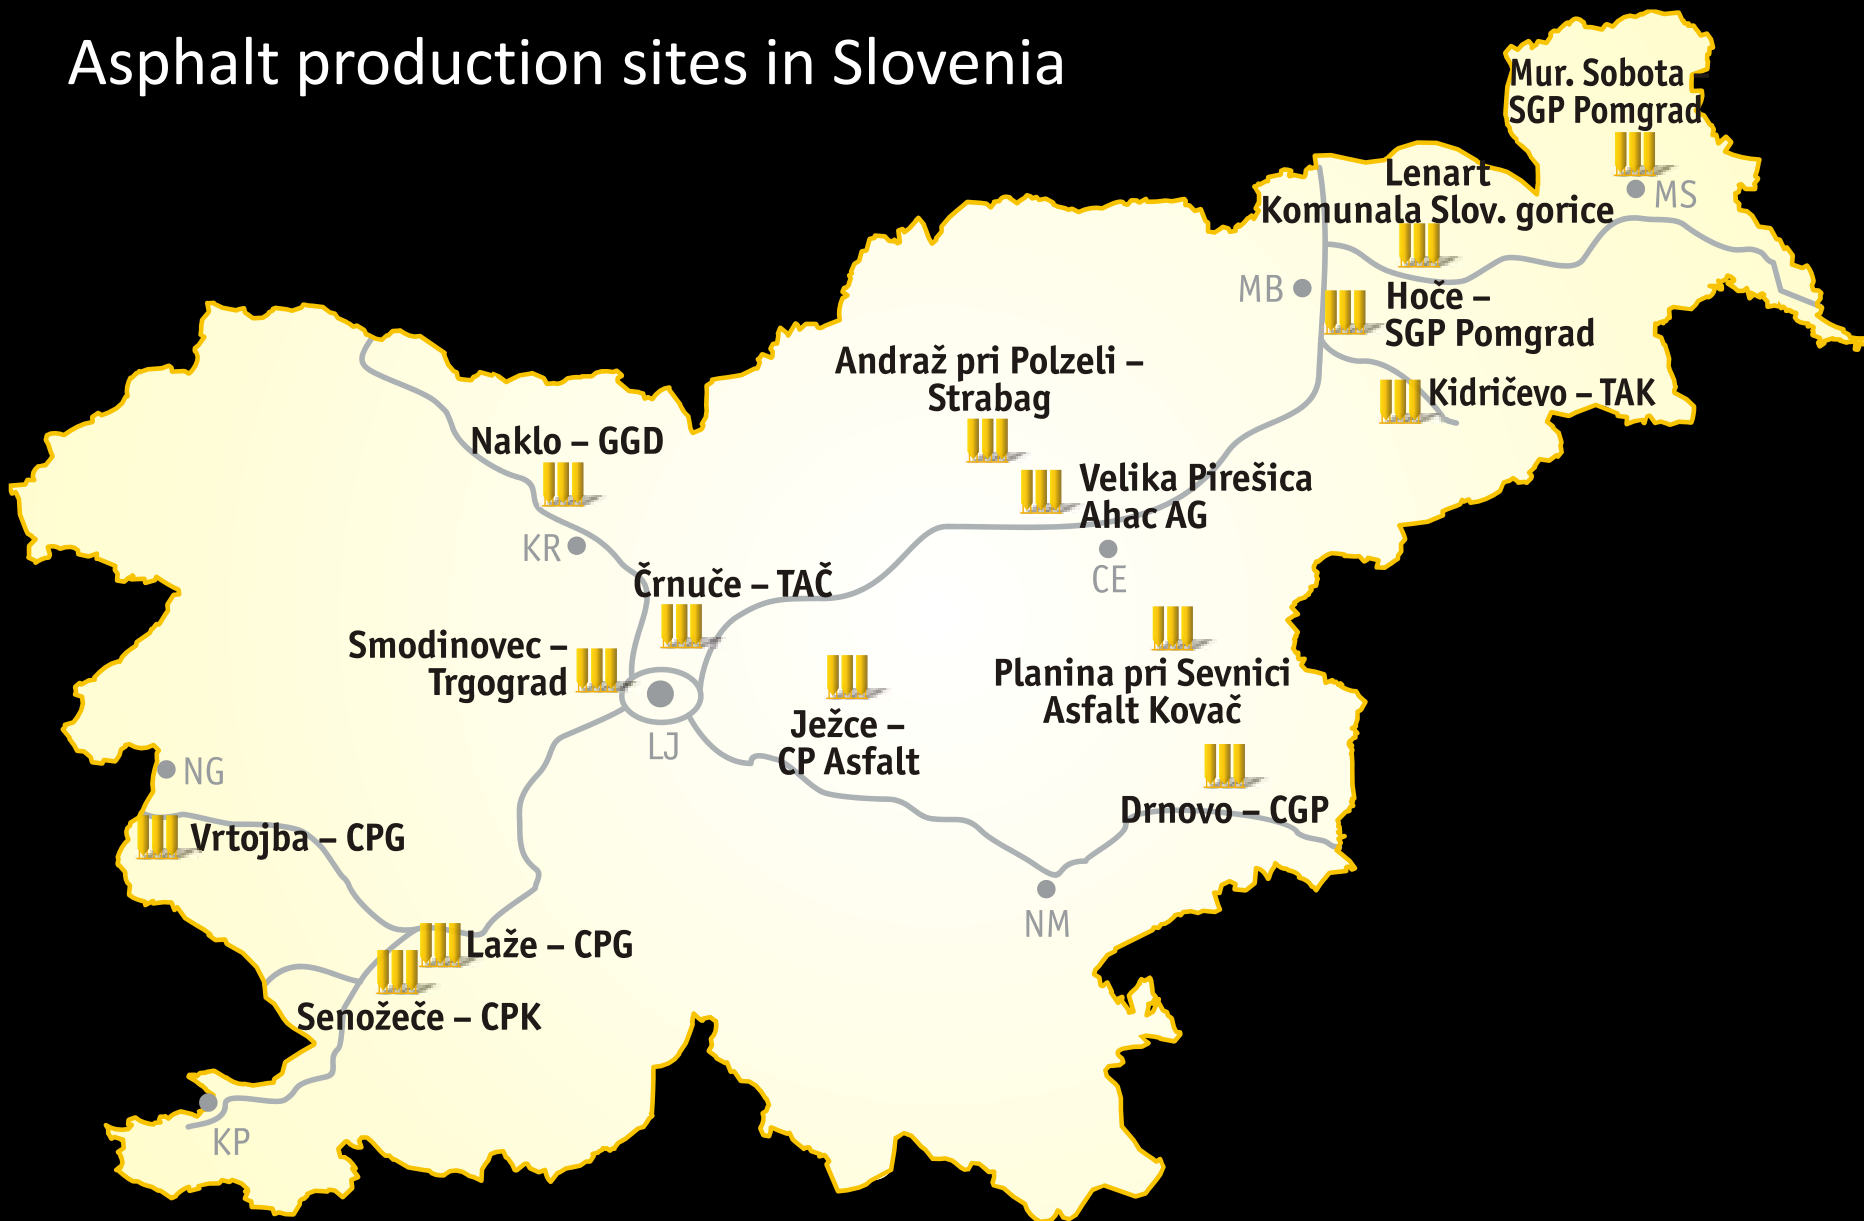 Asphalt production sites in Slovenia
Mur. Sobota –
SGP Pomgrad
MS
Lenart
Komunala Slov. gorice
MB
Hoče –
SGP Pomgrad
Kidričevo – TAK
Andraž pri Polzeli –
Strabag
Velika Pirešica
Ahac AG
CE
Naklo – GGD
KR
Črnuče – TAČ
Smodinovec –
Trgograd
LJ
Ježce –
CP Asfalt
Planina pri Sevnici
Asfalt Kovač
Drnovo – CGP
NM
NG
Vrtojba – CPG
Laže – CPG
Senožeče – CPK
KP